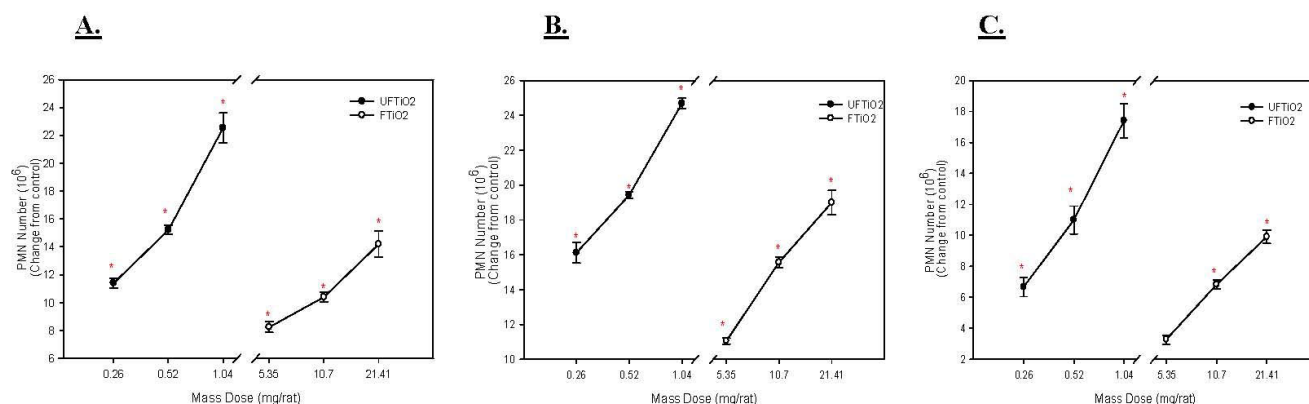 A.
PMN Number (10⁶)
(Change from control)
26
24
22
20
18
16
14
12
10
8
6
UFTiO2
FTiO2
*
*
*
*
*
*
0.26 0.52 1.04 5.35 10.7 21.41
Mass Dose (mg/rat)
B.
PMN Number (10⁶)
(Change from control)
26
24
22
20
18
16
14
12
10
UFTiO2
FTiO2
*
*
*
*
*
*
0.26 0.52 1.04 5.35 10.7 21.41
Mass Dose (mg/rat)
C.
PMN Number (10⁶)
(Change from control)
20
18
16
14
12
10
8
6
4
2
UFTiO2
FTiO2
*
*
*
*
*
0.26 0.52 1.04 5.35 10.7 21.41
Mass Dose (mg/rat)